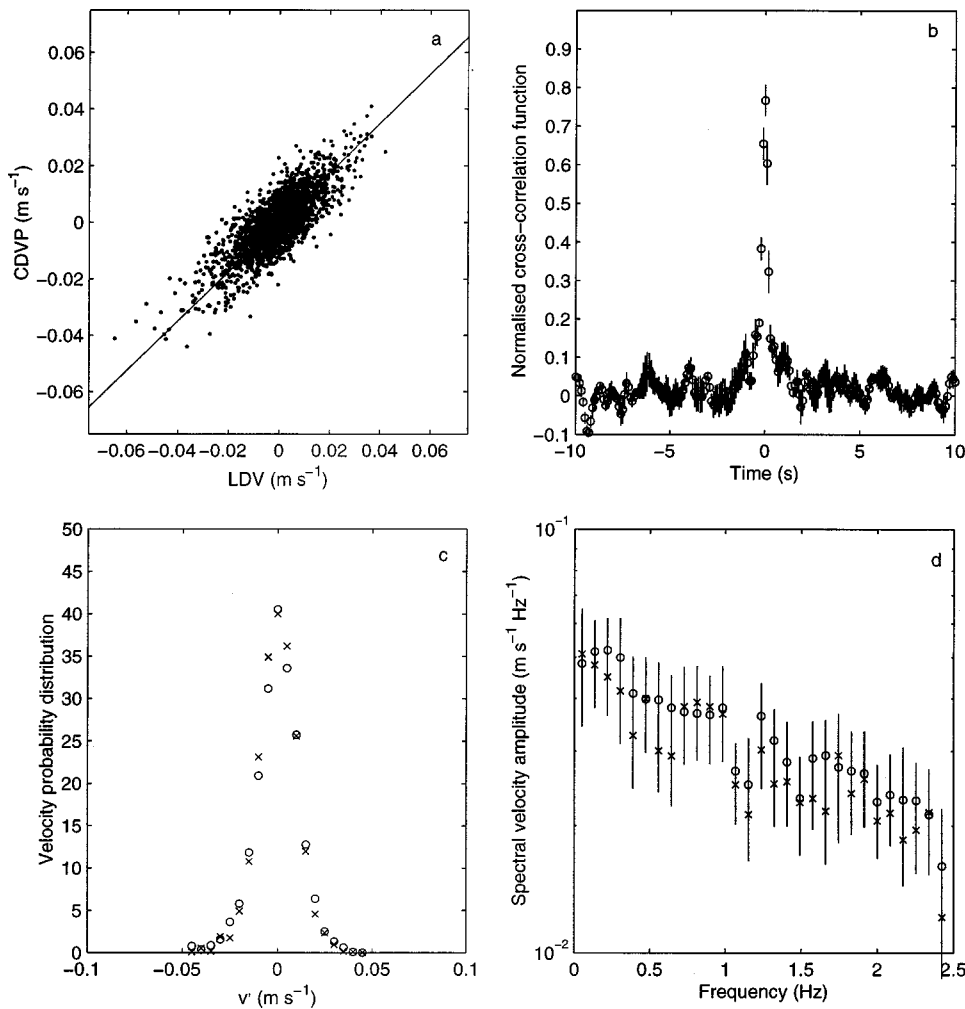 a
0.06
0.04
0.02
0
−0.02
−0.04
−0.06
CDVP (m s⁻¹)
−0.06 −0.04 −0.02 0 0.02 0.04 0.06
LDV (m s⁻¹)
b
0.9
0.8
0.7
0.6
0.5
0.4
0.3
0.2
0.1
0
−0.1
Normalised cross−correlation function
−10 −5 0 5 10
Time (s)
c
50
45
40
35
30
25
20
15
10
5
0
Velocity probability distribution
−0.1 −0.05 0 0.05 0.1
v' (m s⁻¹)
d
10⁻¹
10⁻²
Spectral velocity amplitude (m s⁻¹ Hz⁻¹)
0 0.5 1 1.5 2 2.5
Frequency (Hz)